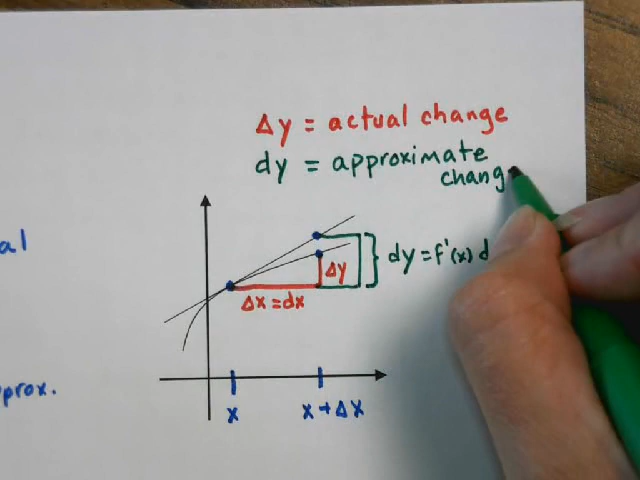 Δy = actual change
dy = approximate
chang
al
dy = f'(x) d
Δy
Δx = dx
prox.
x
x + Δx